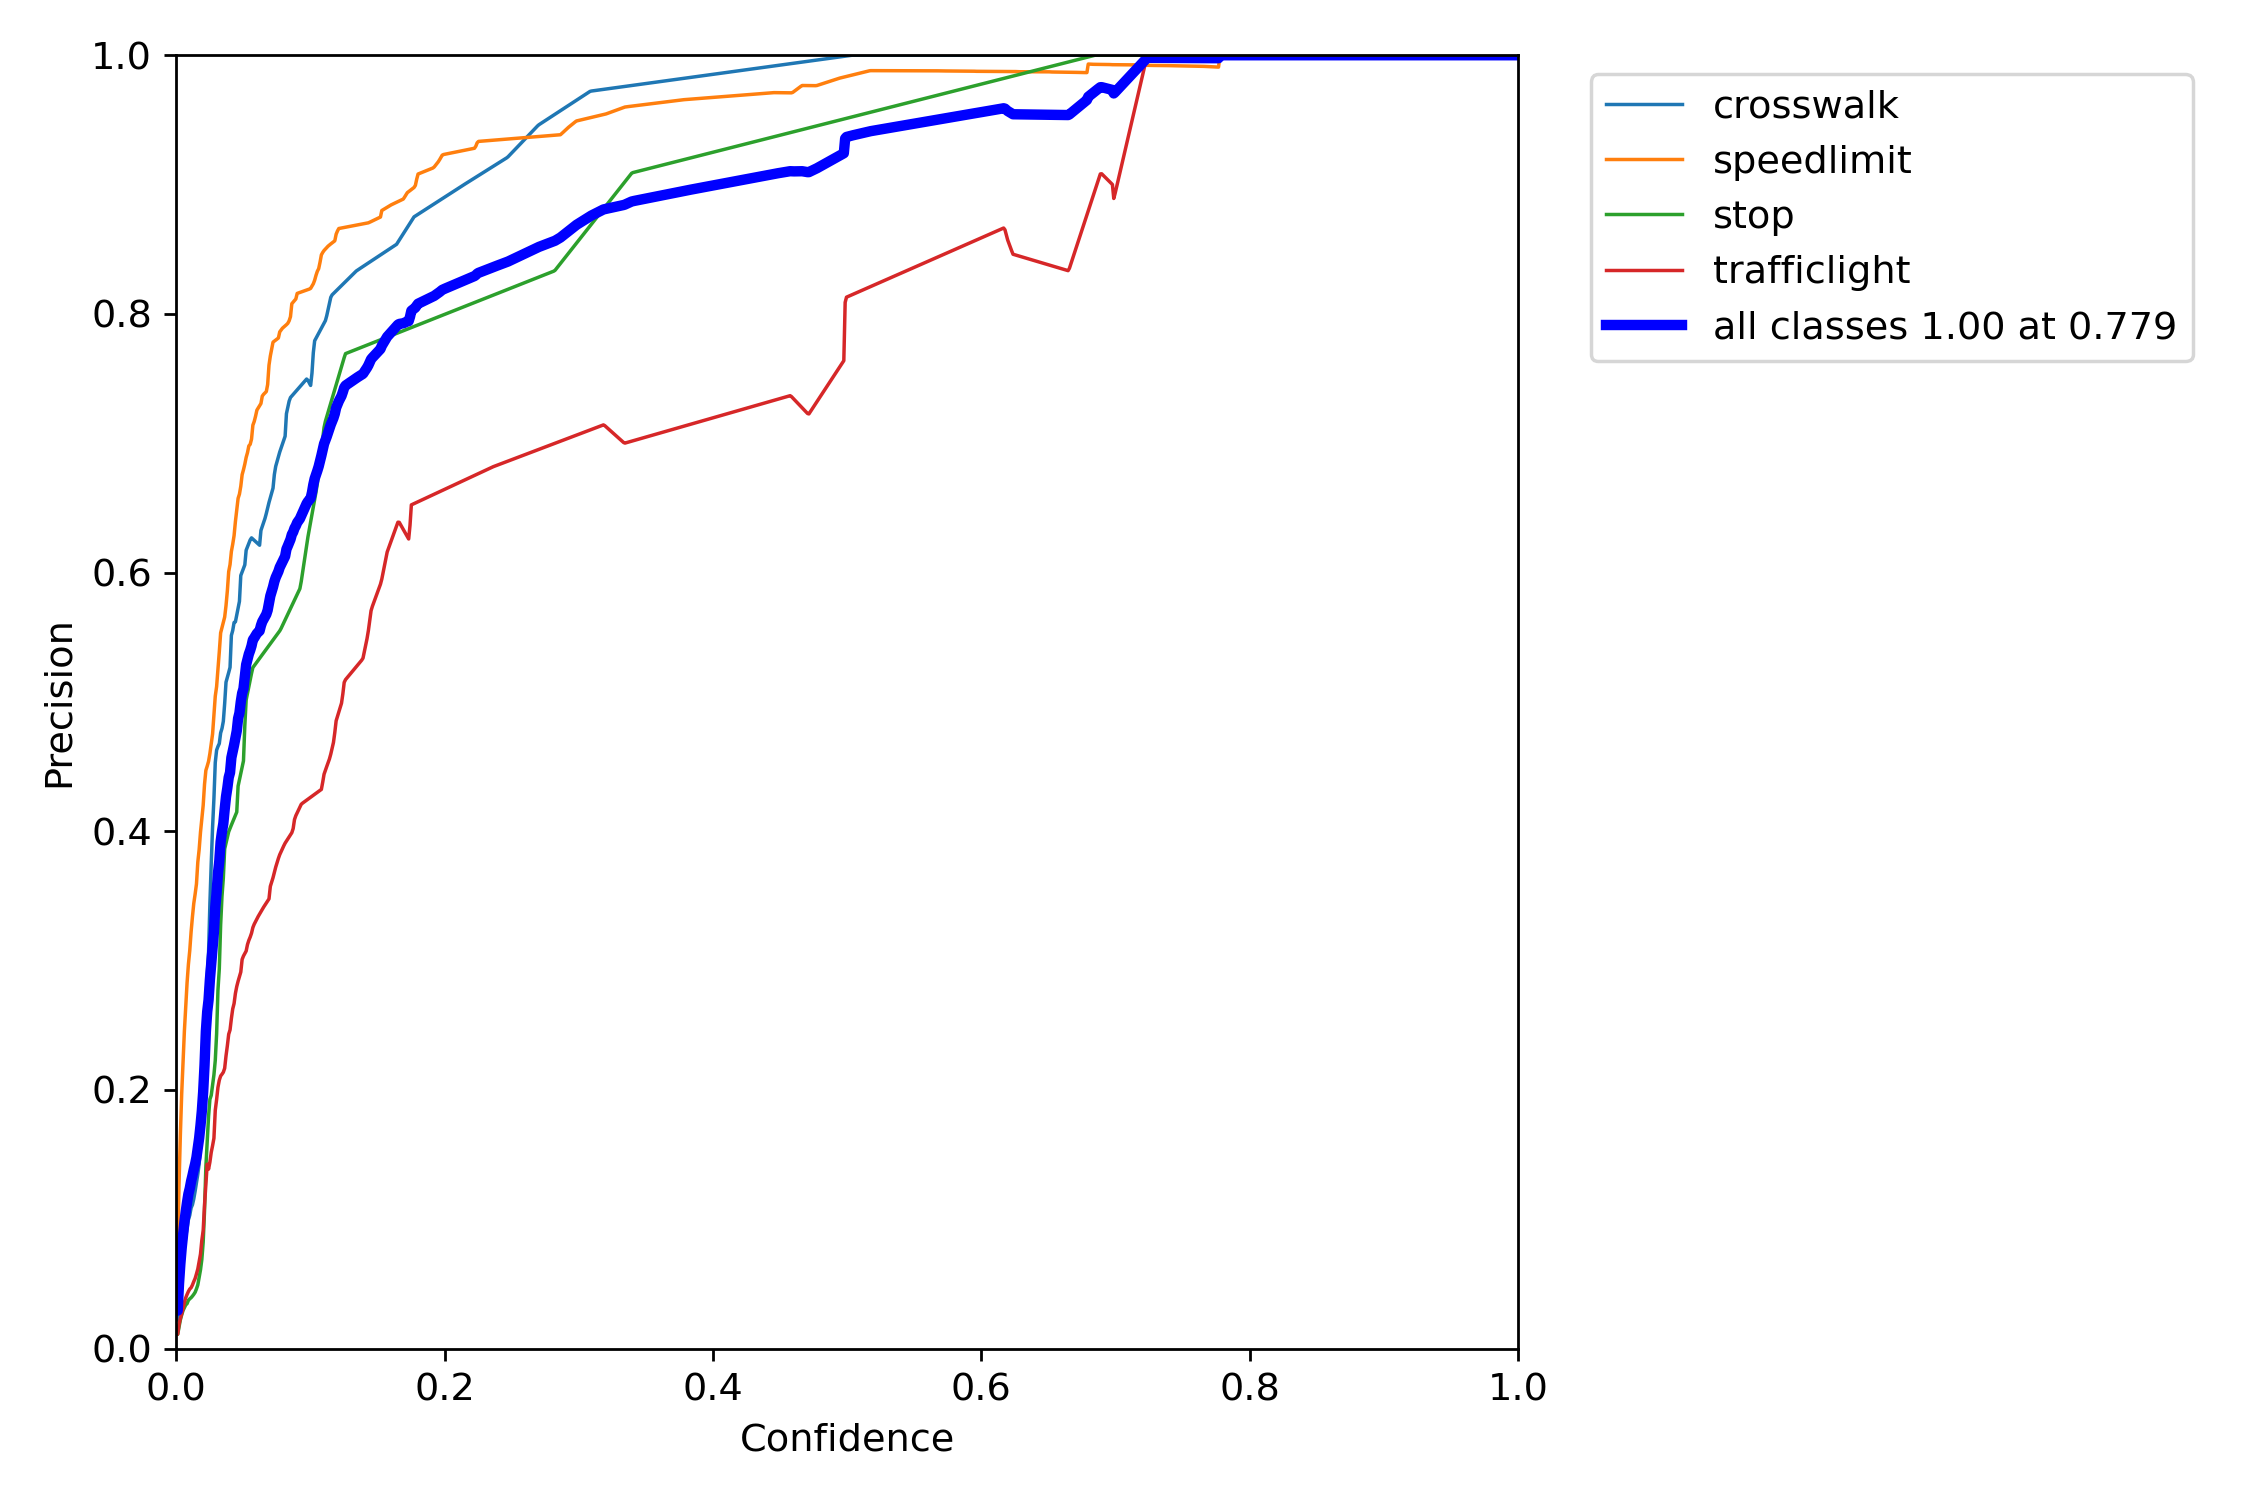 1.0
0.8
0.6
0.4
0.2
0.0
Precision
0.0 0.2 0.4 0.6 0.8 1.0
Confidence
crosswalk
speedlimit
stop
trafficlight
all classes 1.00 at 0.779